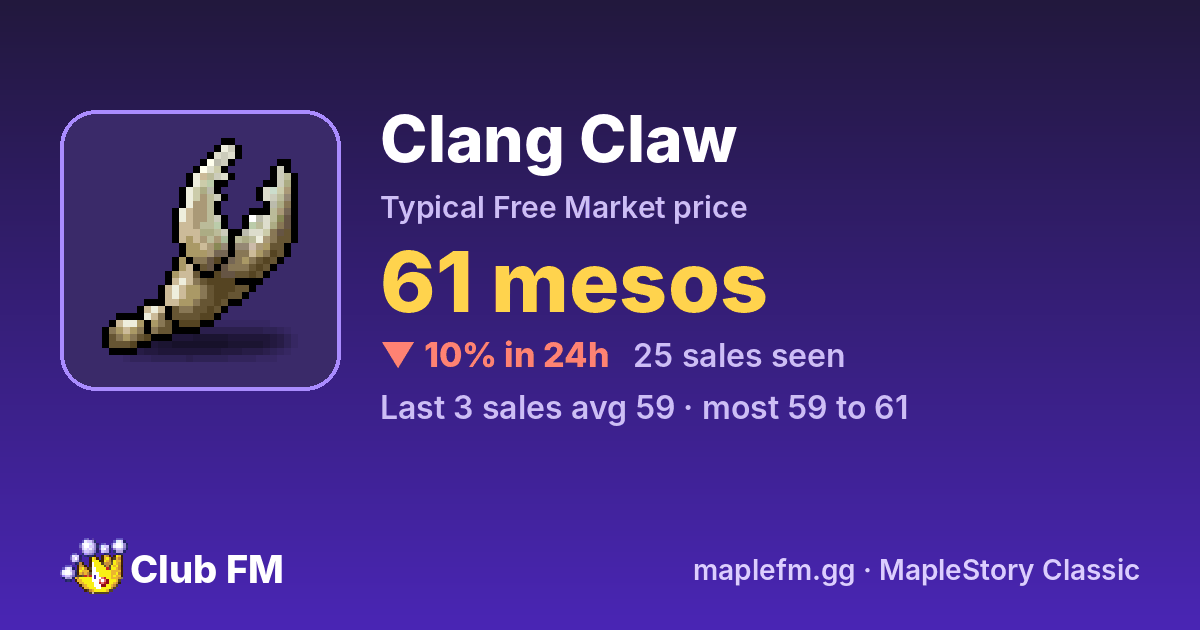 Clang Claw
Typical Free Market price
61 mesos
▼ 10% in 24h 25 sales seen
Last 3 sales avg 59 · most 59 to 61
Club FM
maplefm.gg · MapleStory Classic